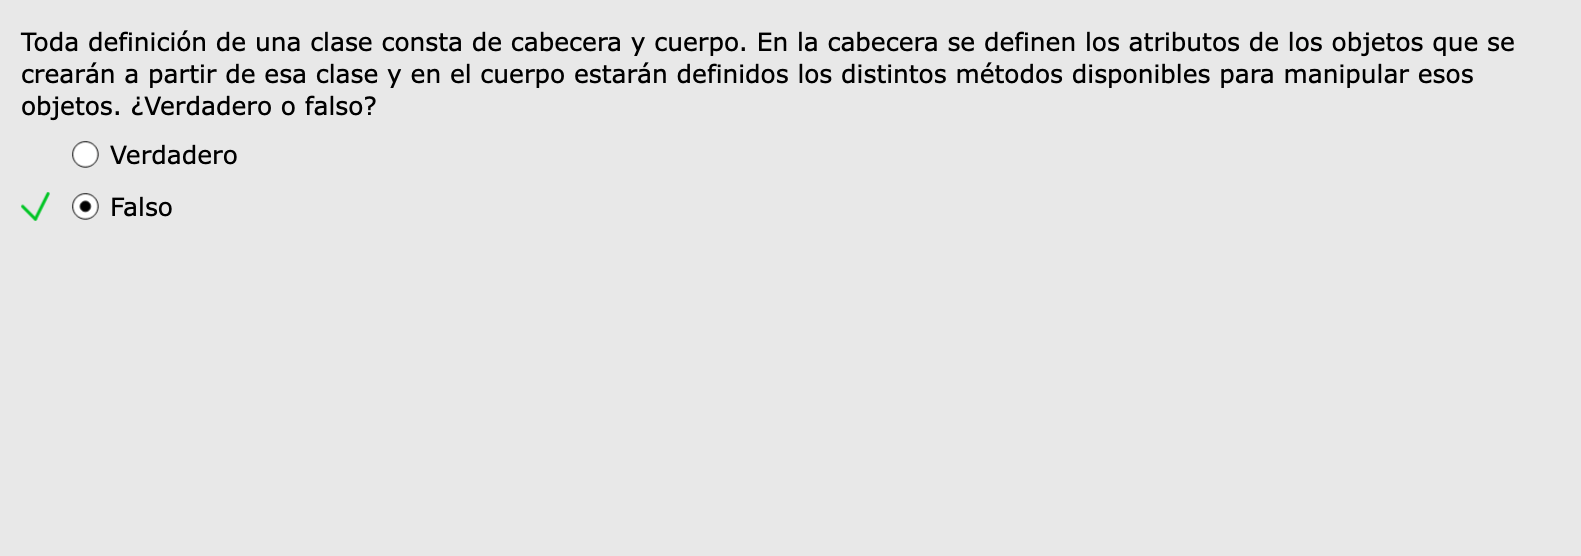 Toda definición de una clase consta de cabecera y cuerpo. En la cabecera se definen los atributos de los objetos que se
crearán a partir de esa clase y en el cuerpo estarán definidos los distintos métodos disponibles para manipular esos
objetos. ¿Verdadero o falso?
Verdadero
Falso